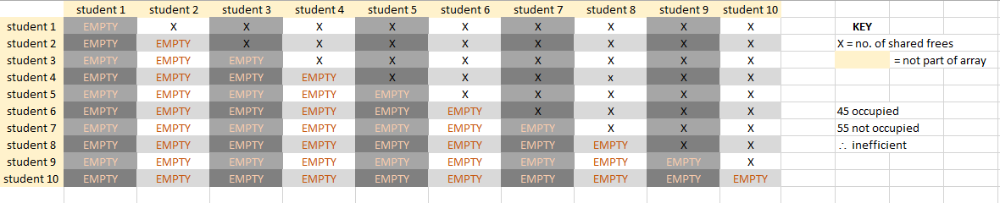 student 1 student 2 student 3 student 4 student 5 student 6 student 7 student 8 student 9 student 10
student 1 EMPTY X X X X X X X X X KEY
student 2 EMPTY EMPTY X X X X X X X X X = no. of shared frees
student 3 EMPTY EMPTY EMPTY X X X X X X X = not part of array
student 4 EMPTY EMPTY EMPTY EMPTY X X X x X X
student 5 EMPTY EMPTY EMPTY EMPTY EMPTY X X X X X
student 6 EMPTY EMPTY EMPTY EMPTY EMPTY EMPTY X X X X 45 occupied
student 7 EMPTY EMPTY EMPTY EMPTY EMPTY EMPTY EMPTY X X X 55 not occupied
student 8 EMPTY EMPTY EMPTY EMPTY EMPTY EMPTY EMPTY EMPTY X X ∴ inefficient
student 9 EMPTY EMPTY EMPTY EMPTY EMPTY EMPTY EMPTY EMPTY EMPTY X
student 10 EMPTY EMPTY EMPTY EMPTY EMPTY EMPTY EMPTY EMPTY EMPTY EMPTY